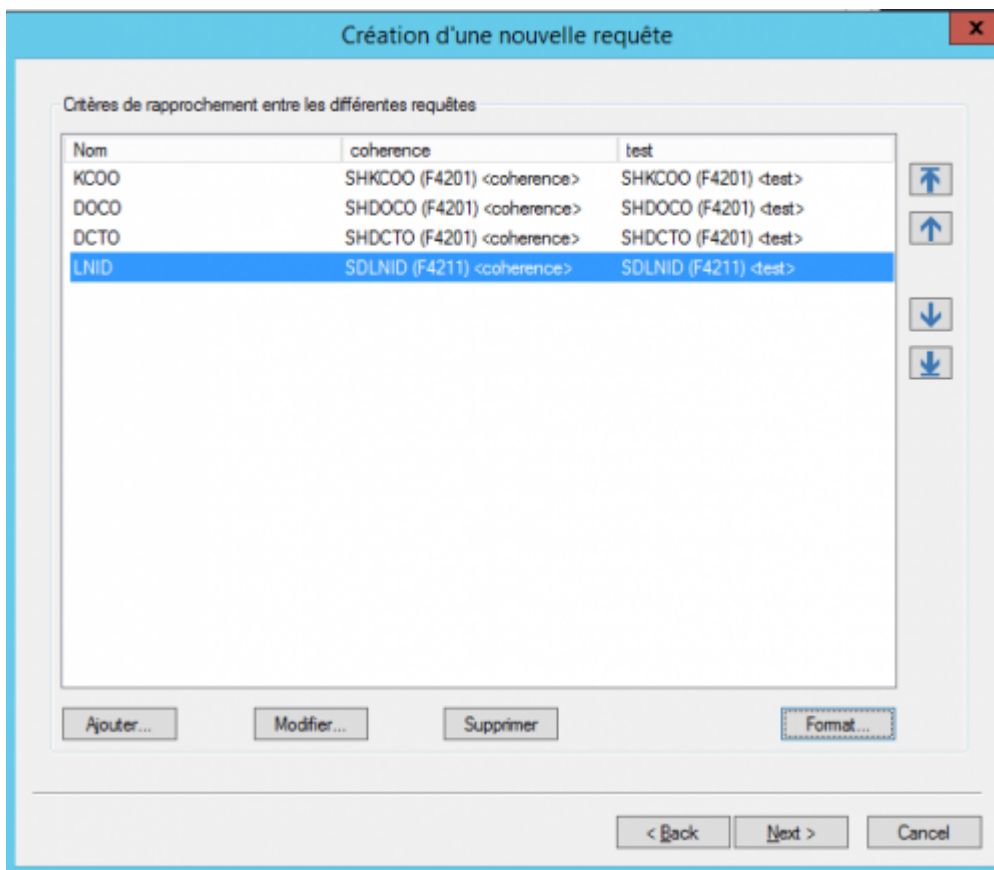 Création d'une nouvelle requête
x
Critères de rapprochement entre les différentes requêtes
Nom coherence test
KCOO SHKCOO (F4201) <coherence> SHKCOO (F4201) <test>
DOCO SHDOCO (F4201) <coherence> SHDOCO (F4201) <test>
DCTO SHDCTO (F4201) <coherence> SHDCTO (F4201) <test>
LNID SDLNID (F4211) <coherence> SDLNID (F4211) <test>
Ajouter... Modifier... Supprimer Format...
< Back Next > Cancel